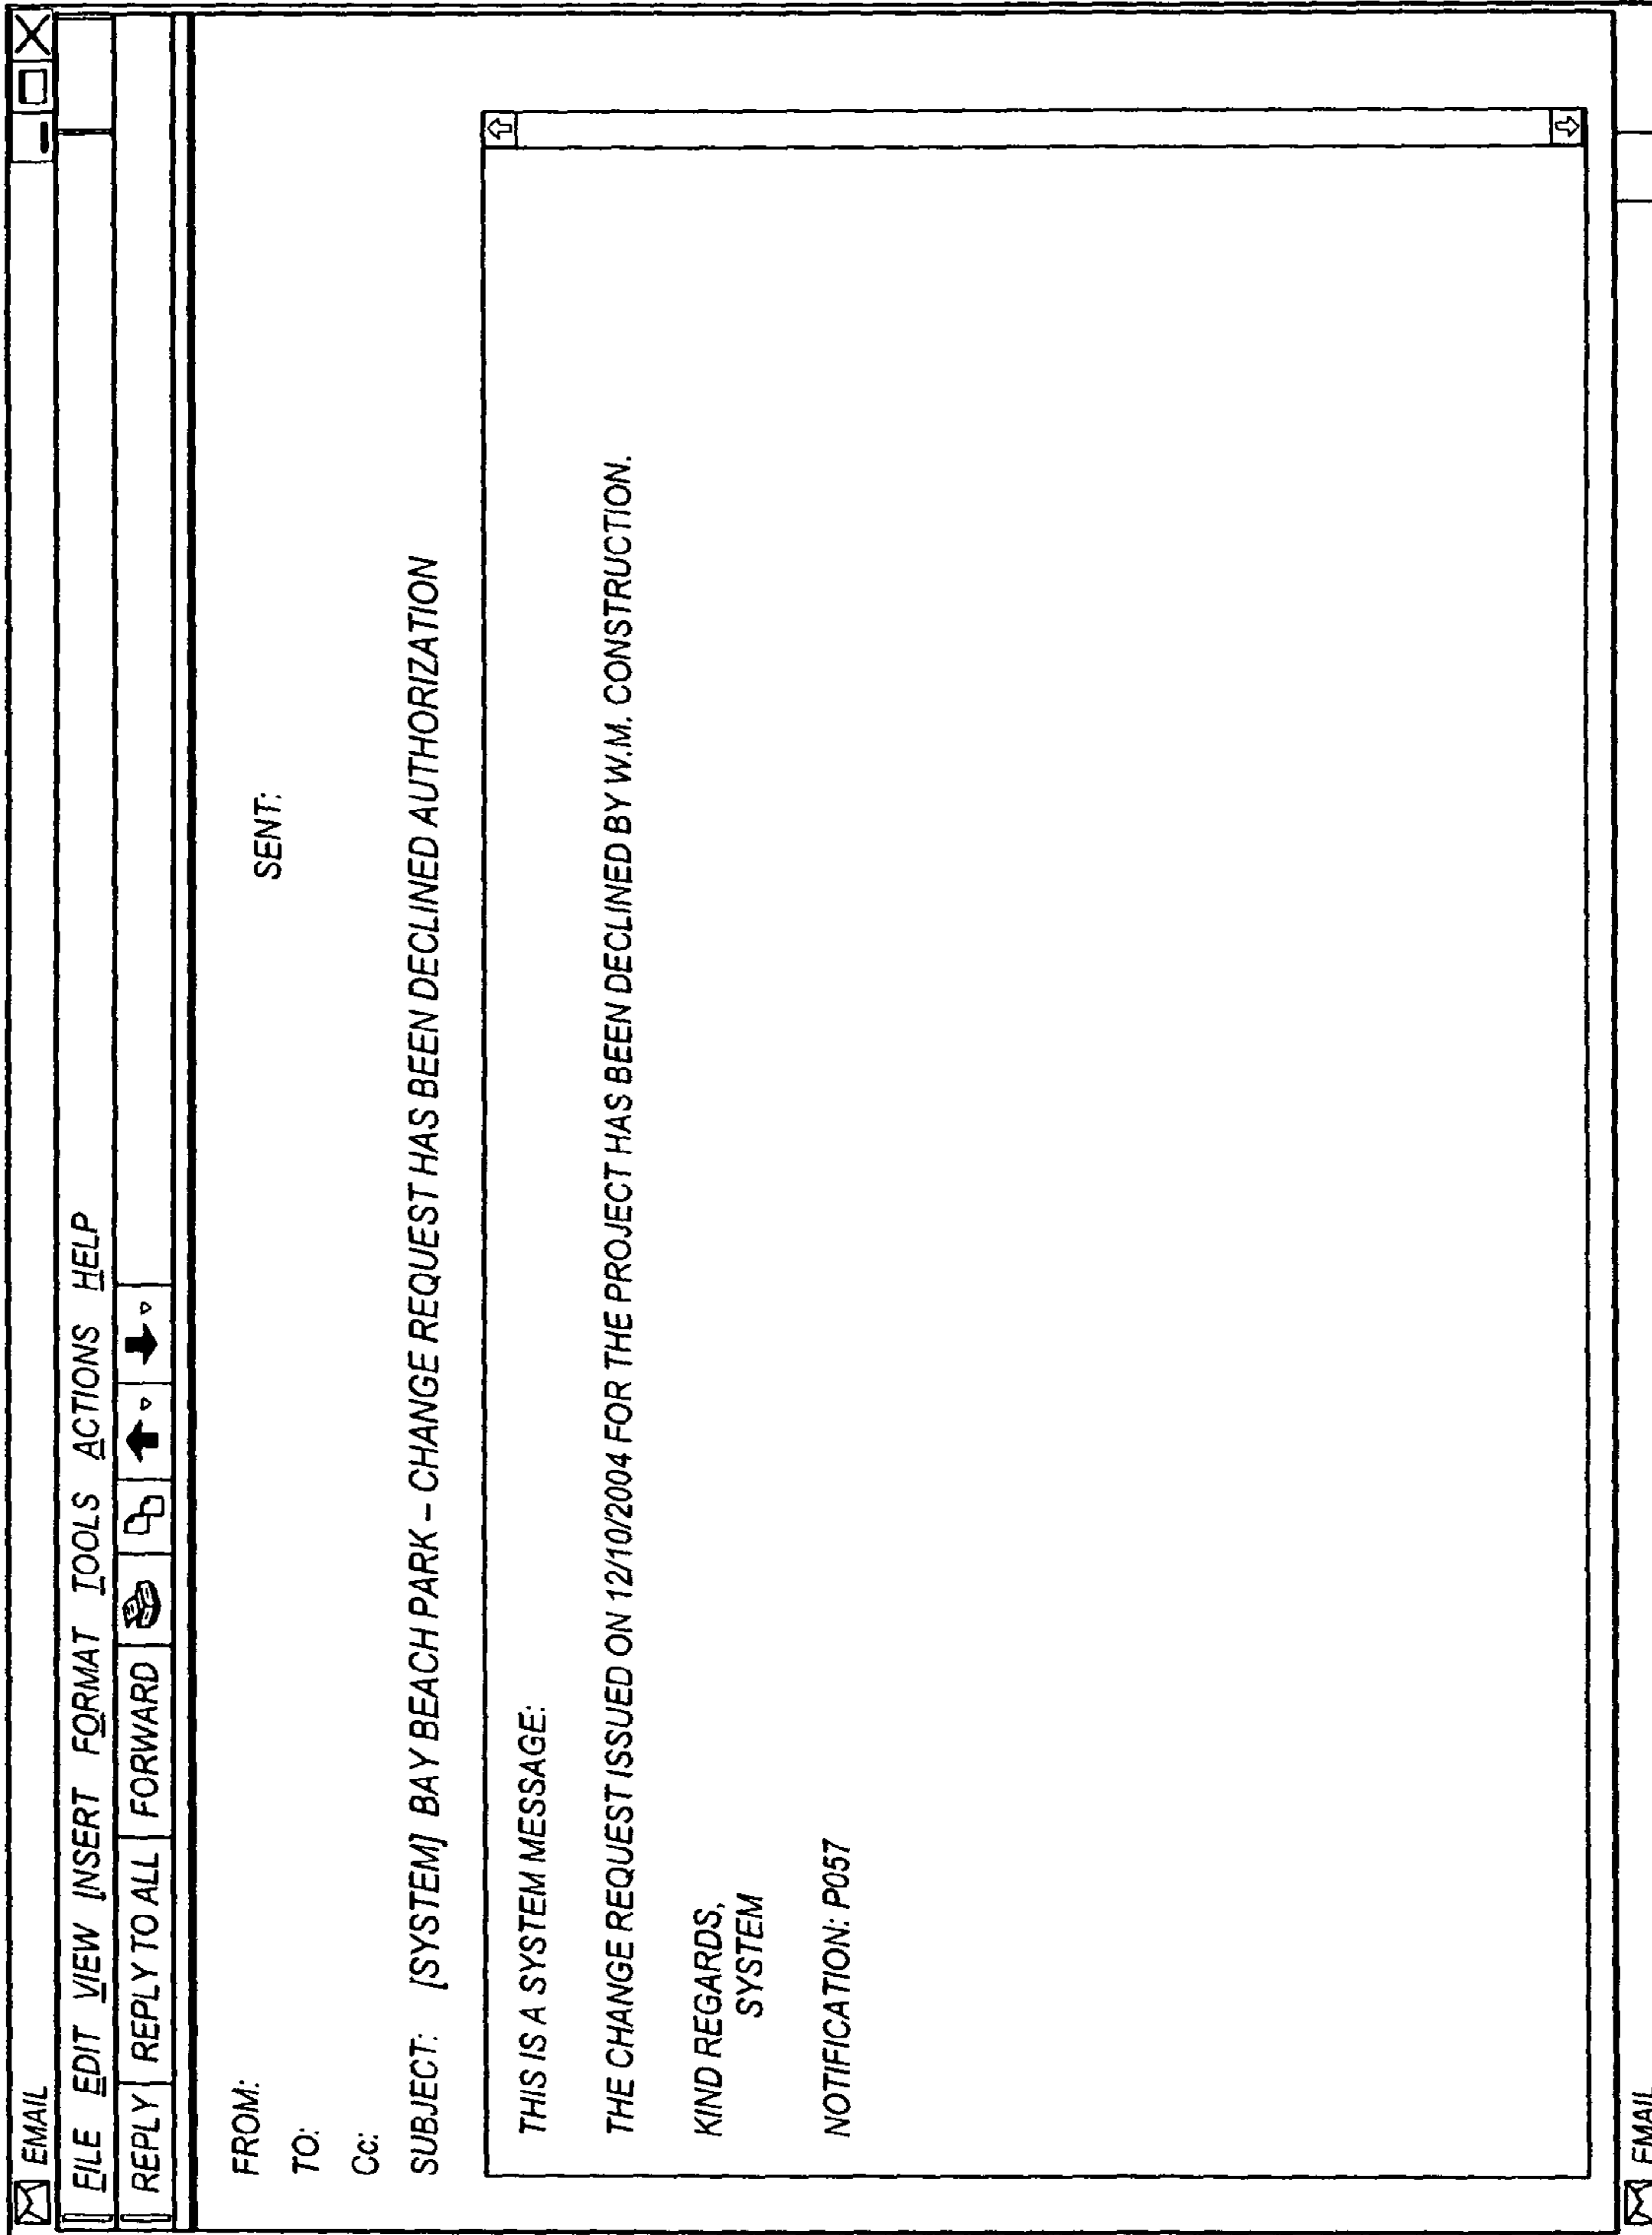 EMAIL
FILE EDIT VIEW INSERT FORMAT TOOLS ACTIONS HELP
REPLY REPLY TO ALL FORWARD
FROM:
SENT:
TO:
Cc:
SUBJECT: [SYSTEM] BAY BEACH PARK – CHANGE REQUEST HAS BEEN DECLINED AUTHORIZATION
THIS IS A SYSTEM MESSAGE:
THE CHANGE REQUEST ISSUED ON 12/10/2004 FOR THE PROJECT HAS BEEN DECLINED BY W.M. CONSTRUCTION.
KIND REGARDS,
SYSTEM
NOTIFICATION: P057
EMAIL